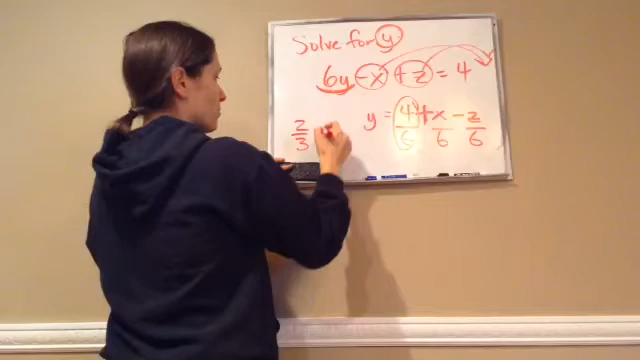 Solve for y
6y - x + z = 4
y = 4/6 + x/6 - z/6
2/3